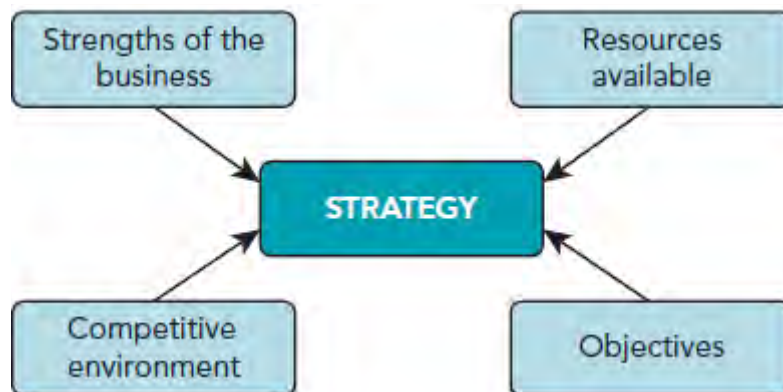 Strengths of the
business
Resources
available
STRATEGY
Competitive
environment
Objectives